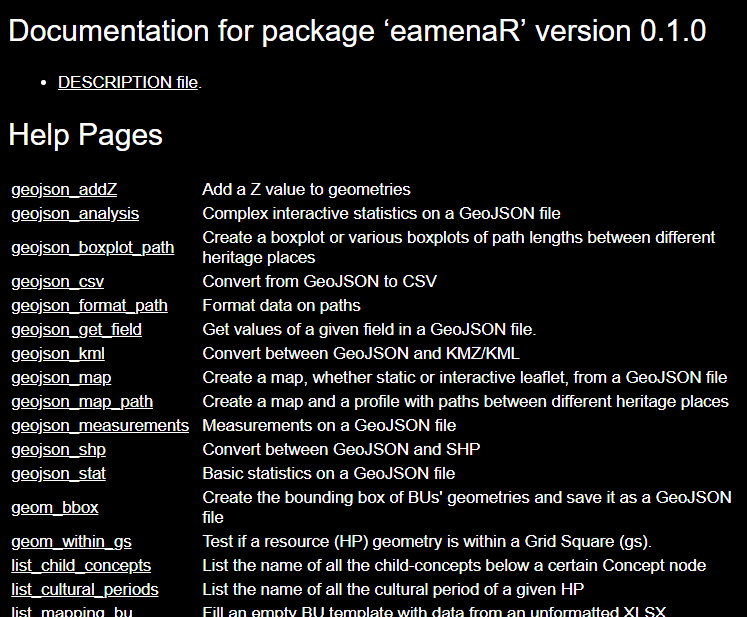 Documentation for package ‘eamenaR’ version 0.1.0
• DESCRIPTION file.
Help Pages
geojson_addZ Add a Z value to geometries
geojson_analysis Complex interactive statistics on a GeoJSON file
geojson_boxplot_path Create a boxplot or various boxplots of path lengths between different
heritage places
geojson_csv Convert from GeoJSON to CSV
geojson_format_path Format data on paths
geojson_get_field Get values of a given field in a GeoJSON file.
geojson_kml Convert between GeoJSON and KMZ/KML
geojson_map Create a map, whether static or interactive leaflet, from a GeoJSON file
geojson_map_path Create a map and a profile with paths between different heritage places
geojson_measurements Measurements on a GeoJSON file
geojson_shp Convert between GeoJSON and SHP
geojson_stat Basic statistics on a GeoJSON file
geom_bbox Create the bounding box of BUs' geometries and save it as a GeoJSON
file
geom_within_gs Test if a resource (HP) geometry is within a Grid Square (gs).
list_child_concepts List the name of all the child-concepts below a certain Concept node
list_cultural_periods List the name of all the cultural period of a given HP
list_mapping_bu Fill an empty BU template with data from an unformatted XLSX